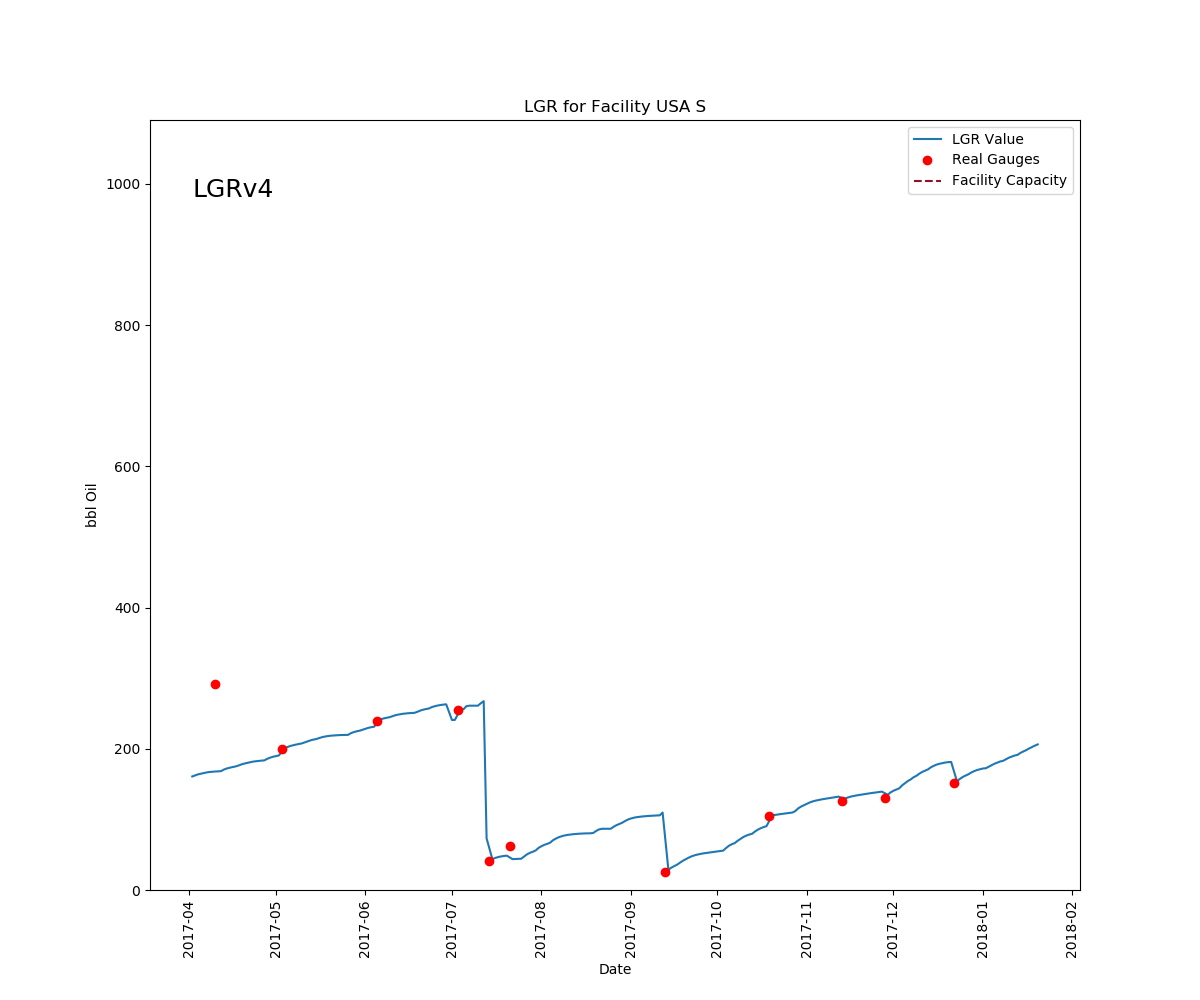 LGR for Facility USA S
LGR Value
Real Gauges
Facility Capacity
LGRv4
1000
800
600
400
200
0
bbl Oil
2017-04
2017-05
2017-06
2017-07
2017-08
2017-09
2017-10
2017-11
2017-12
2018-01
2018-02
Date